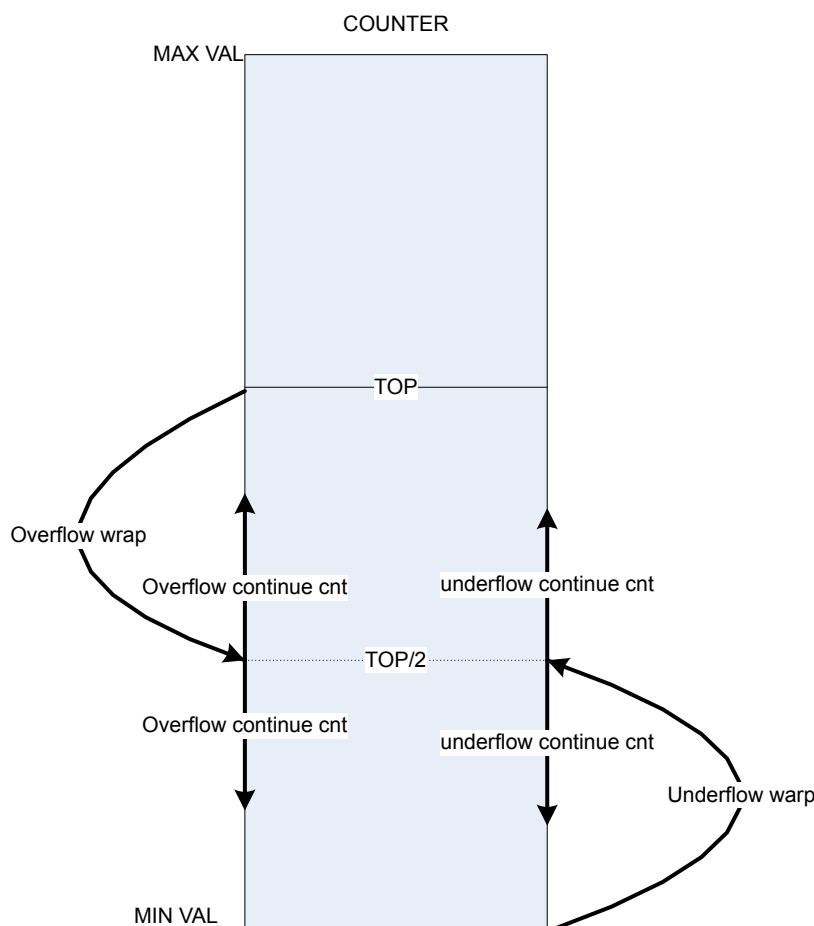 COUNTER
MAX VAL
TOP
Overflow wrap
Overflow continue cnt
underflow continue cnt
TOP/2
Overflow continue cnt
underflow continue cnt
Underflow warp
MIN VAL